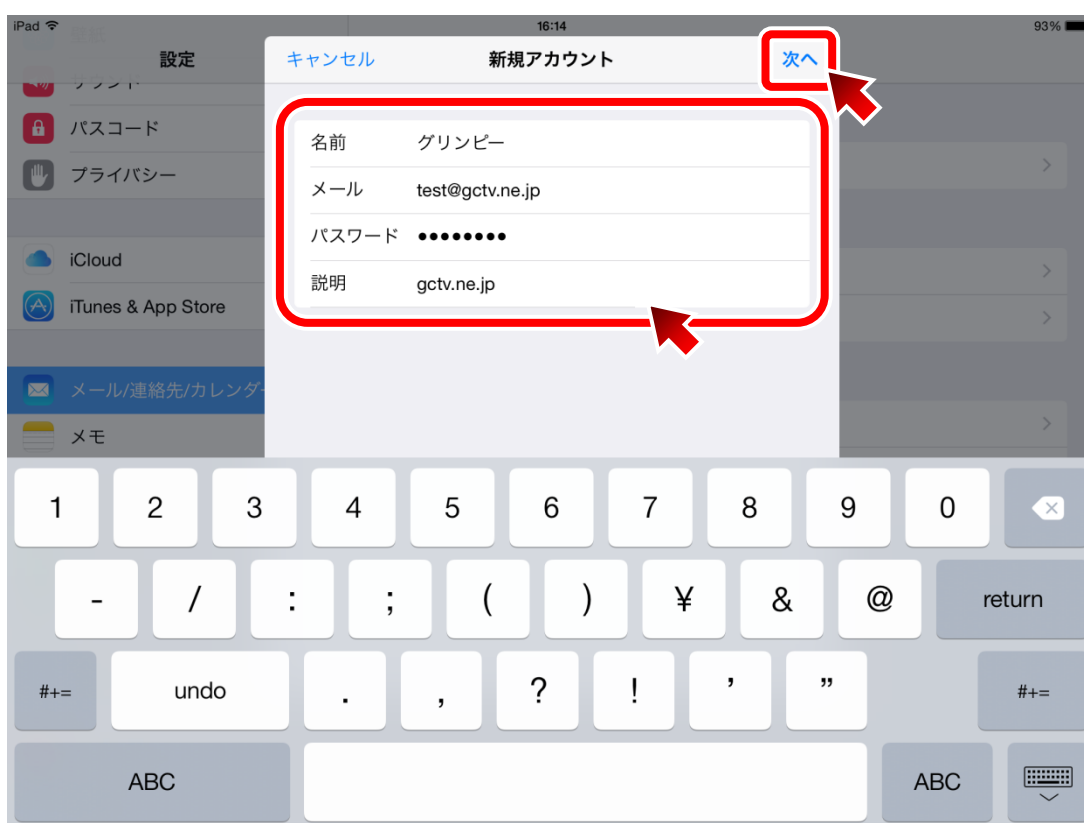 iPad 16:14 93%
設定
キャンセル 新規アカウント 次へ
サウンド
パスコード
プライバシー
iCloud
iTunes & App Store
メール/連絡先/カレンダー
メモ
名前 グリンピー
メール test@gctv.ne.jp
パスワード ●●●●●●●●
説明 gctv.ne.jp
1 2 3 4 5 6 7 8 9 0
- / : ; ( ) ¥ & @ return
#+= undo . , ? ! ’ ” #+=
ABC ABC